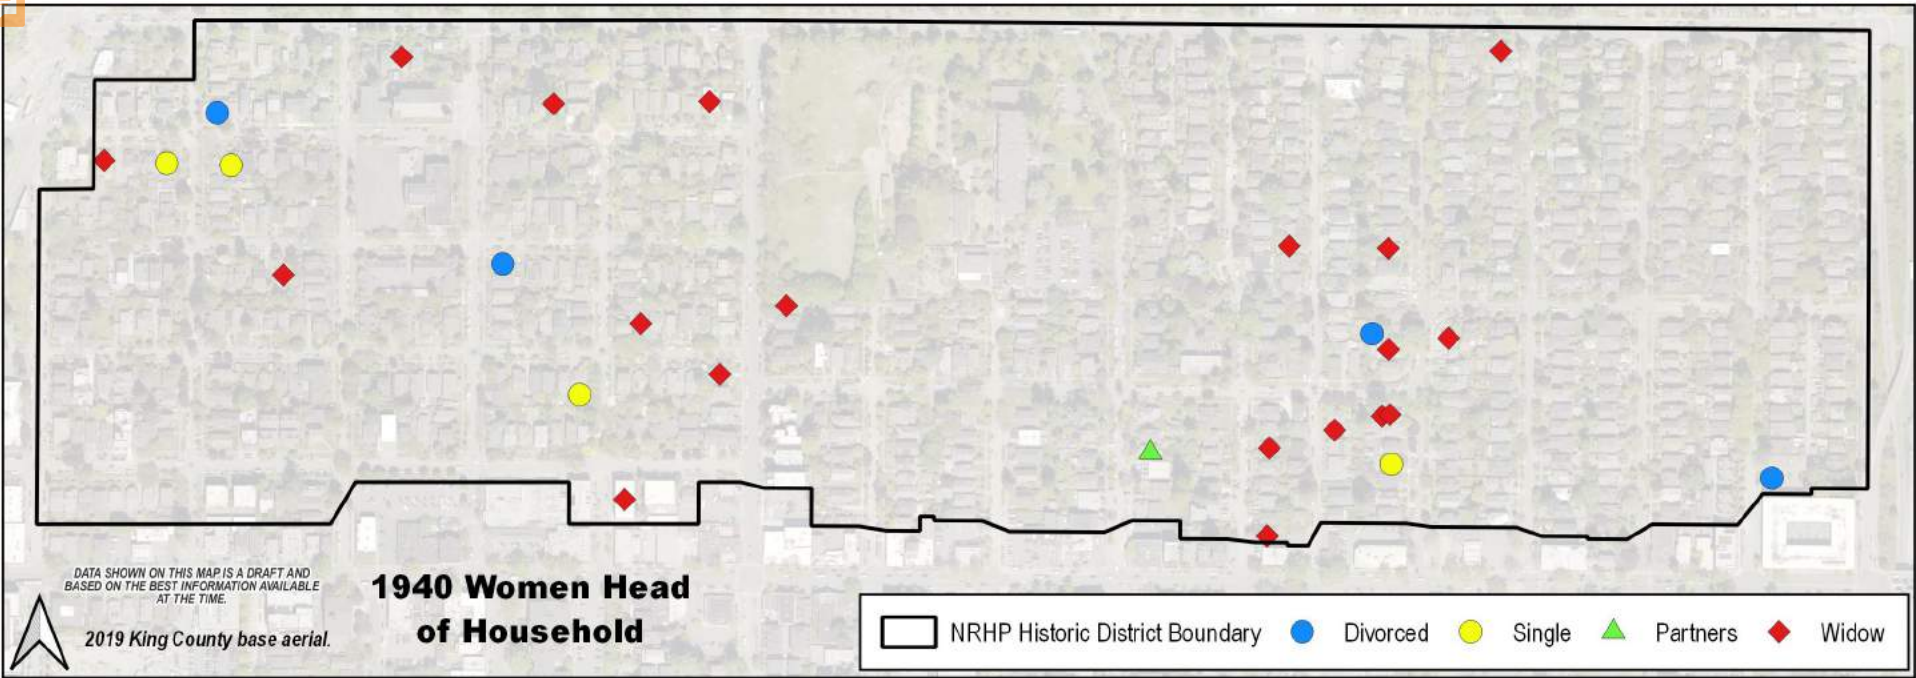 DATA SHOWN ON THIS MAP IS A DRAFT AND
BASED ON THE BEST INFORMATION AVAILABLE
AT THE TIME.
2019 King County base aerial.
1940 Women Head
of Household
NRHP Historic District Boundary
Divorced
Single
Partners
Widow